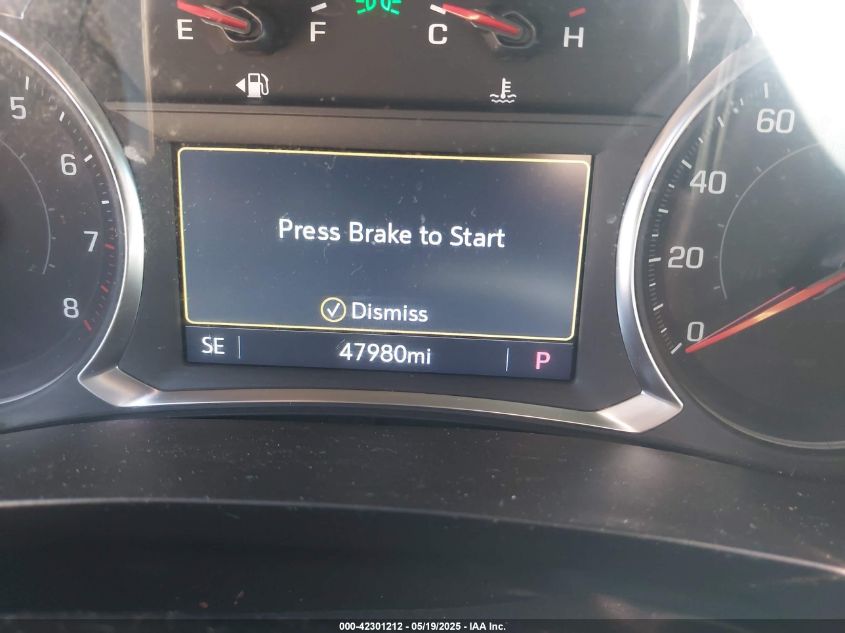 E F C H
5
6
7
8
60
40
20
0
Press Brake to Start
Dismiss
SE 47980mi P
000-42301212 - 05/19/2025 - IAA Inc.